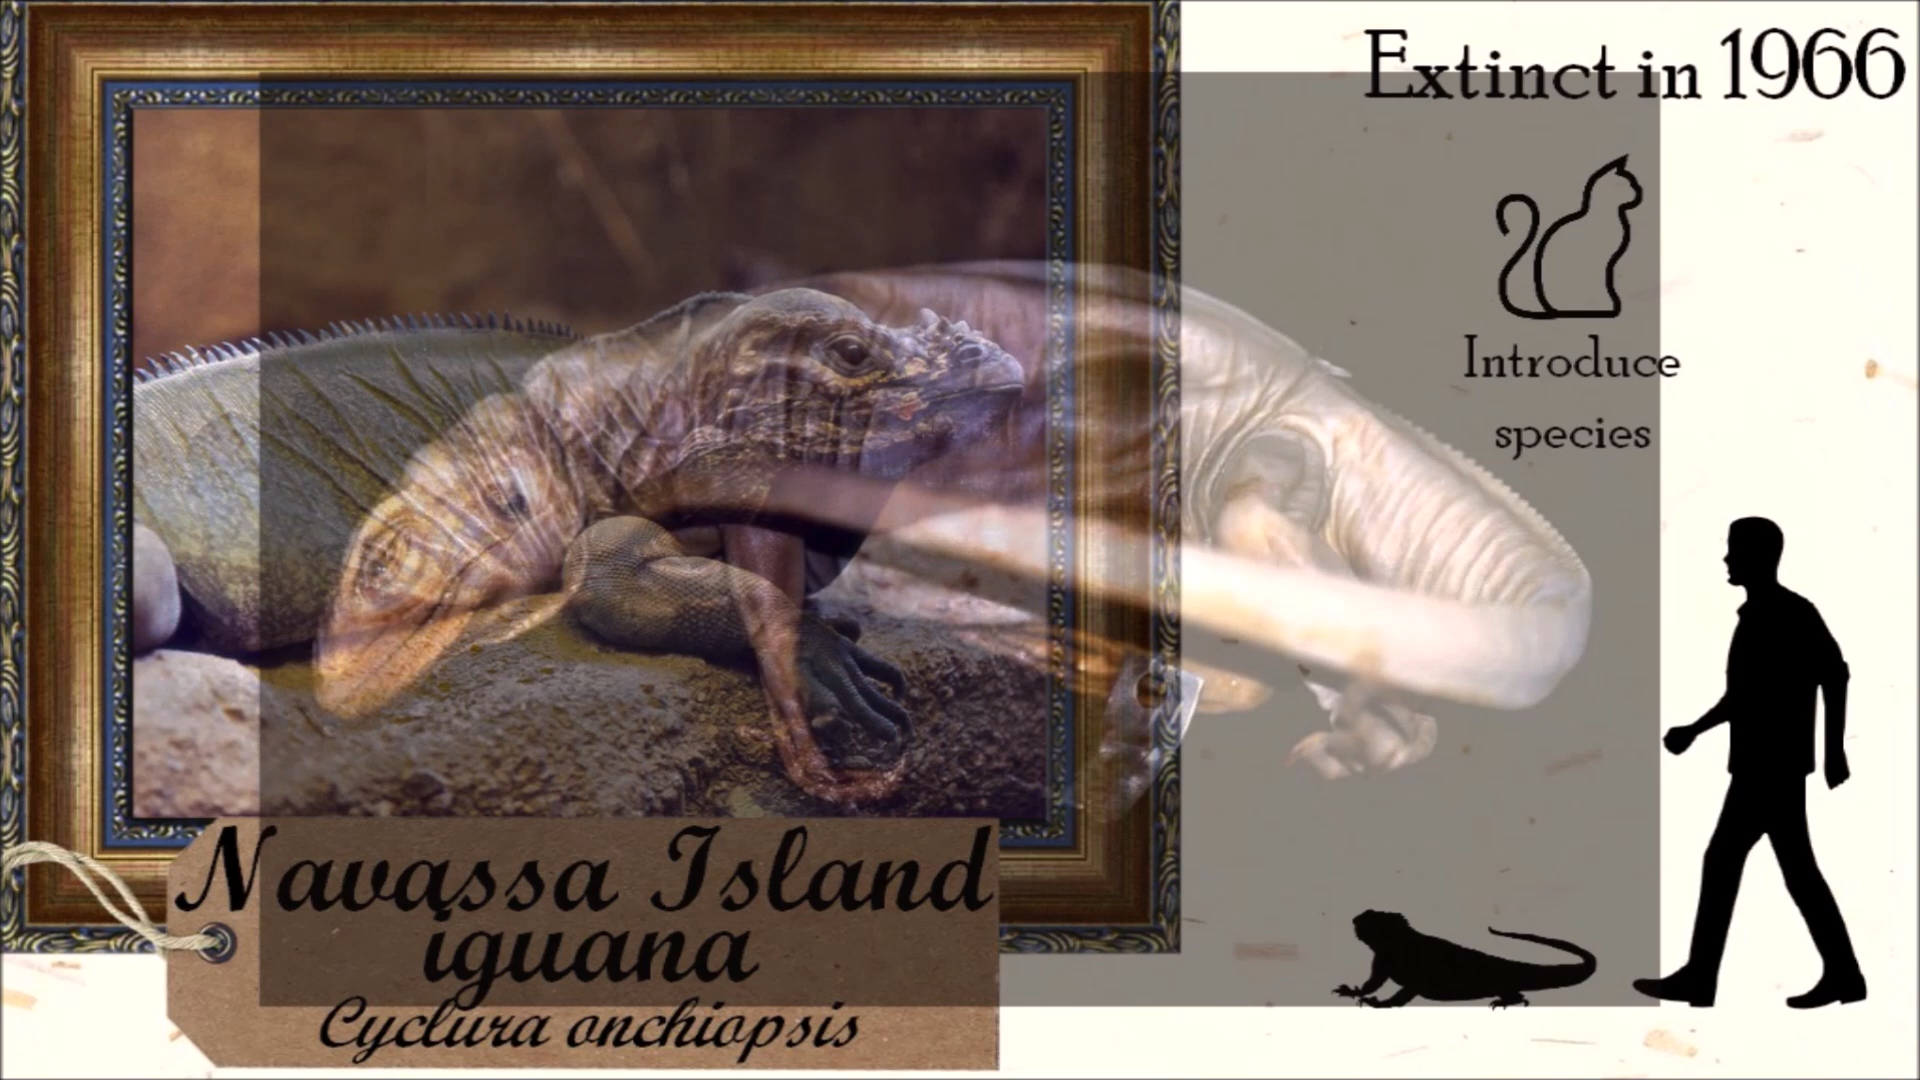 Extinct in 1966
Introduce
species
Navassa Island
iguana
Cyclura onchiopsis